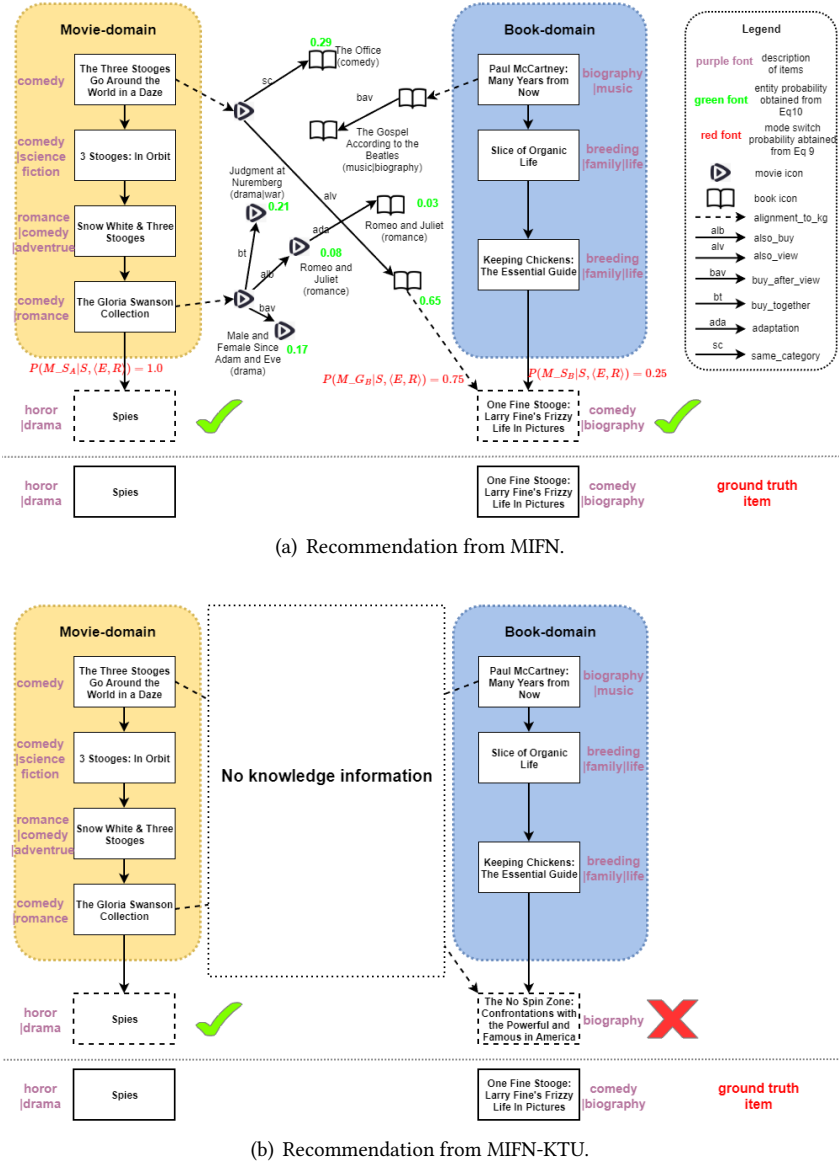 Movie-domain
Book-domain
Legend
comedy
The Three Stooges
Go Around the
World in a Daze
0.29
The Office
(comedy)
sc
Paul McCartney:
Many Years from
Now
biography
|music
purple font
description
of items
green font
entity probability
obtained from
Eq10
red font
mode switch
probability abtained
from Eq 9
movie icon
book icon
alignment_to_kg
alb
also_buy
alv
also_view
bav
buy_after_view
bt
buy_together
ada
adaptation
sc
same_category
bav
The Gospel
According to the
Beatles
(music|biography)
comedy
|science
fiction
3 Stooges: In Orbit
Slice of Organic
Life
breeding
|family|life
Judgment at
Nuremberg
(drama|war)
0.21
alv
romance
|comedy
|adventrue
Snow White & Three
Stooges
bt
alb
ada
0.03
Romeo and Juliet
(romance)
0.08
Romeo and
Juliet
(romance)
Keeping Chickens:
The Essential Guide
breeding
|family|life
comedy
|romance
The Gloria Swanson
Collection
bav
0.65
Male and
Female Since
Adam and Eve
(drama)
0.17
P(M_S_A|S,⟨E,R⟩) = 1.0
P(M_G_B|S,⟨E,R⟩) = 0.75
P(M_S_B|S,⟨E,R⟩) = 0.25
horor
|drama
Spies
One Fine Stooge:
Larry Fine's Frizzy
Life In Pictures
comedy
|biography
horor
|drama
Spies
One Fine Stooge:
Larry Fine's Frizzy
Life In Pictures
comedy
|biography
ground truth
item
(a) Recommendation from MIFN.
Movie-domain
Book-domain
comedy
The Three Stooges
Go Around the
World in a Daze
Paul McCartney:
Many Years from
Now
biography
|music
comedy
|science
fiction
3 Stooges: In Orbit
No knowledge information
Slice of Organic
Life
breeding
|family|life
romance
|comedy
|adventrue
Snow White & Three
Stooges
Keeping Chickens:
The Essential Guide
breeding
|family|life
comedy
|romance
The Gloria Swanson
Collection
horor
|drama
Spies
The No Spin Zone:
Confrontations with
the Powerful and
Famous in America
biography
horor
|drama
Spies
One Fine Stooge:
Larry Fine's Frizzy
Life In Pictures
comedy
|biography
ground truth
item
(b) Recommendation from MIFN-KTU.